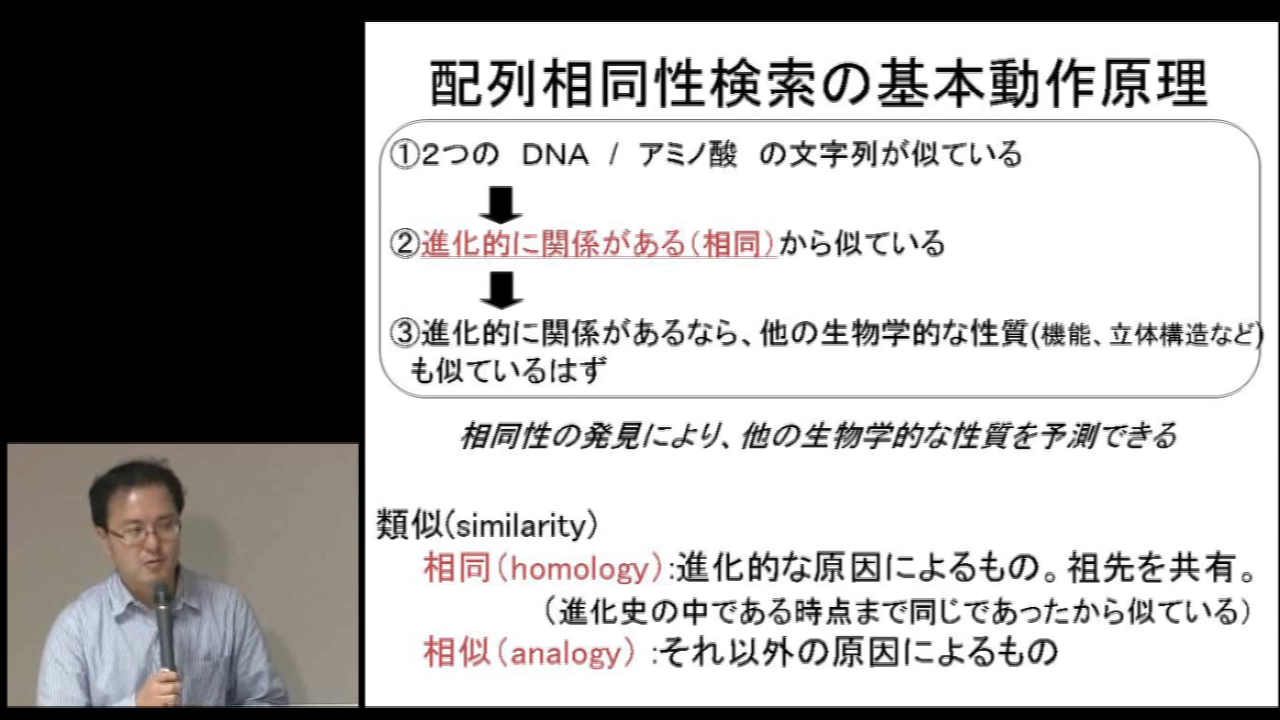 配列相同性検索の基本動作原理
①2つの DNA / アミノ酸 の文字列が似ている
②進化的に関係がある(相同)から似ている
③進化的に関係があるなら、他の生物学的な性質(機能、立体構造など)
も似ているはず
相同性の発見により、他の生物学的な性質を予測できる
類似(similarity)
相同(homology):進化的な原因によるもの。祖先を共有。
(進化史の中である時点まで同じであったから似ている)
相似(analogy) :それ以外の原因によるもの